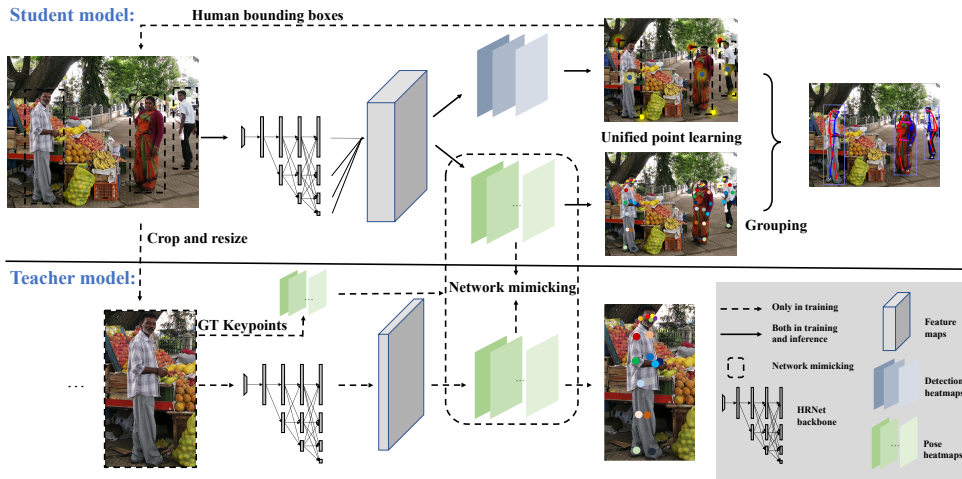 Student model:
Human bounding boxes
Unified point learning
Grouping
Crop and resize
Teacher model:
GT Keypoints
Network mimicking
...
...
...
...
Only in training
Both in training
and inference
Network mimicking
HRNet
backbone
Feature
maps
Detection
heatmaps
...
Pose
heatmaps